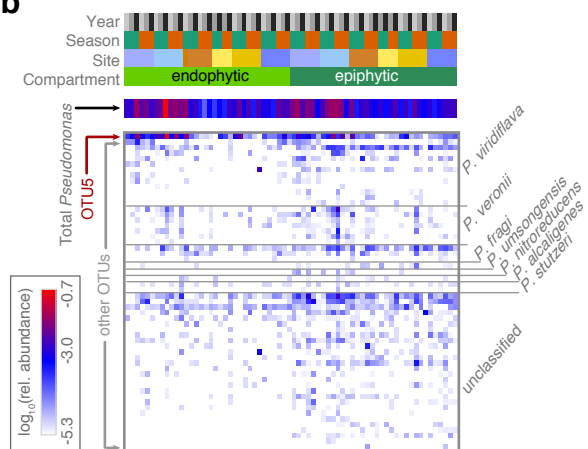 b
Year
Season
Site
Compartment
endophytic
epiphytic
Total Pseudomonas
OTU5
other OTUs
P. viridiflava
P. veronii
P. fragi
P. umsongensis
P. nitroreducens
P. alcaligenes
P. stutzeri
unclassified
log10(rel. abundance)
-0.7
-3.0
-5.3